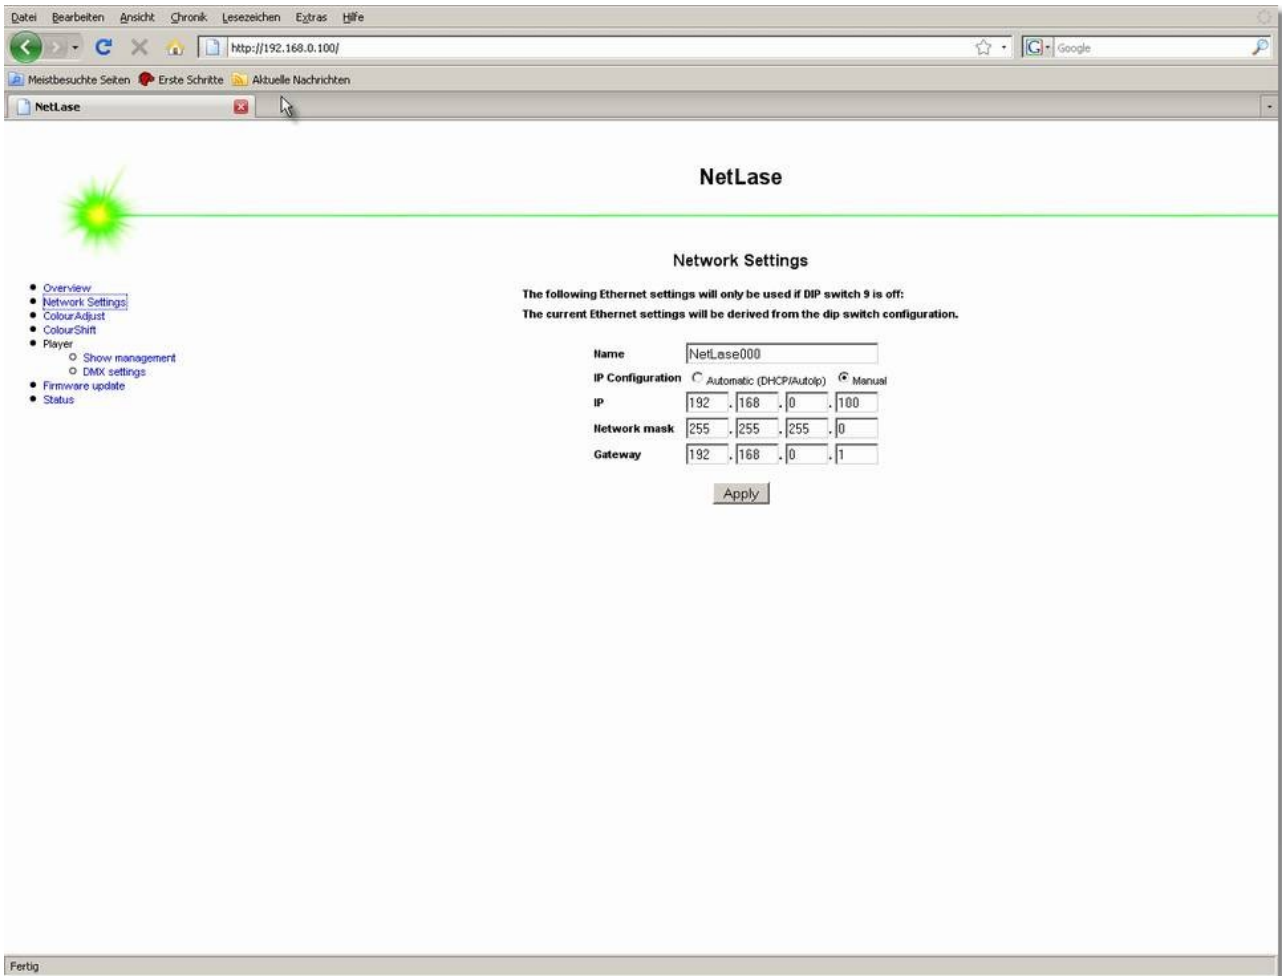 Datei Bearbeiten Ansicht Chronik Lesezeichen Extras Hilfe
http://192.168.0.100/ G Google
Meistbesuchte Seiten Erste Schritte Aktuelle Nachrichten
NetLase
NetLase
Network Settings
The following Ethernet settings will only be used if DIP switch 9 is off:
The current Ethernet settings will be derived from the dip switch configuration.
Overview
Network Settings
ColourAdjust
ColourShift
Player
Show management
DMX settings
Firmware update
Status
Name NetLase000
IP Configuration Automatic (DHCP/AutoIp) Manual
IP 192 . 168 . 0 . 100
Network mask 255 . 255 . 255 . 0
Gateway 192 . 168 . 0 . 1
Apply
Fertig